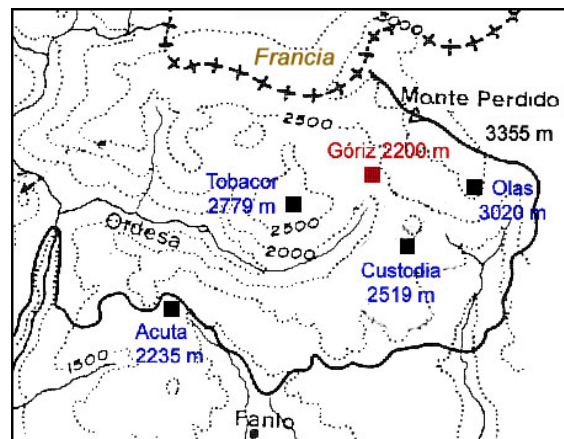 3000
Francia
2500
Monte Perdido
3355 m
Góriz 2200 m
Tobacor
2779 m
Olas
3020 m
Ordesa
2500
2000
Custodia
2519 m
Acuta
2235 m
1500
Fanlo